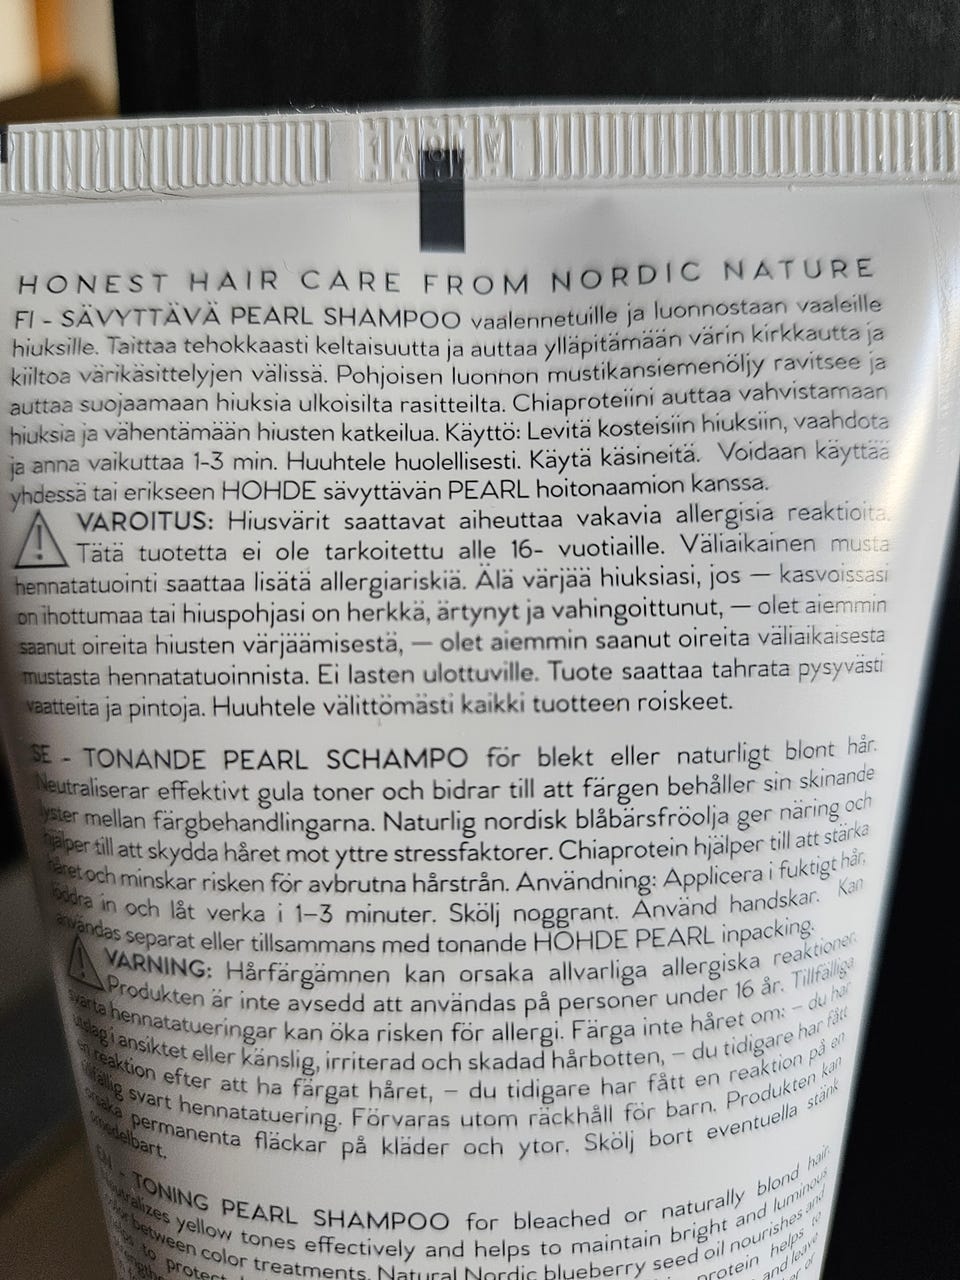 HONEST HAIR CARE FROM NORDIC NATURE
FI - SÄVYTTÄVÄ PEARL SHAMPOO vaalennetuille ja luonnostaan vaaleille
hiuksille. Taittaa tehokkaasti keltaisuutta ja auttaa ylläpitämään värin kirkkautta ja
kiiltoa värikäsittelyjen välissä. Pohjoisen luonnon mustikansiemenöljy ravitsee ja
auttaa suojaamaan hiuksia ulkoisilta rasitteilta. Chiaproteiini auttaa vahvistamaan
hiuksia ja vähentämään hiusten katkeilua. Käyttö: Levitä kosteisiin hiuksiin, vaahdota
ja anna vaikuttaa 1-3 min. Huuhtele huolellisesti. Käytä käsineitä. Voidaan käyttää
yhdessä tai erikseen HOHDE sävyttävän PEARL hoitonaamion kanssa.
VAROITUS: Hiusvärit saattavat aiheuttaa vakavia allergisia reaktioita.
Tätä tuotetta ei ole tarkoitettu alle 16- vuotiaille. Väliaikainen musta
hennatatuointi saattaa lisätä allergiariskiä. Älä värjää hiuksiasi, jos — kasvoissasi
on ihottumaa tai hiuspohjasi on herkkä, ärtynyt ja vahingoittunut, — olet aiemmin
saanut oireita hiusten värjäämisestä, — olet aiemmin saanut oireita väliaikaisesta
mustasta hennatatuoinnista. Ei lasten ulottuville. Tuote saattaa tahrata pysyvästi
vaatteita ja pintoja. Huuhtele välittömästi kaikki tuotteen roiskeet.
SE - TONANDE PEARL SCHAMPO för blekt eller naturligt blont hår.
Neutraliserar effektivt gula toner och bidrar till att färgen behåller sin skinande
lyster mellan färgbehandlingarna. Naturlig nordisk blåbärsfröolja ger näring och
hjälper till att skydda håret mot yttre stressfaktorer. Chiaprotein hjälper till att stärka
håret och minskar risken för avbrutna hårstrån. Användning: Applicera i fuktigt hår,
löddra in och låt verka i 1–3 minuter. Skölj noggrant. Använd handskar. Kan
användas separat eller tillsammans med tonande HOHDE PEARL inpacking.
VARNING: Hårfärgämnen kan orsaka allvarliga allergiska reaktioner.
Produkten är inte avsedd att användas på personer under 16 år. Tillfälliga
svarta hennatatueringar kan öka risken för allergi. Färga inte håret om: – du har
utslag i ansiktet eller känslig, irriterad och skadad hårbotten, – du tidigare har fått
en reaktion efter att ha färgat håret, – du tidigare har fått en reaktion på en
tillfällig svart hennatatuering. Förvaras utom räckhåll för barn. Produkten kan
orsaka permanenta fläckar på kläder och ytor. Skölj bort eventuella stänk
omedelbart.
EN - TONING PEARL SHAMPOO for bleached or naturally blond hair.
Neutralizes yellow tones effectively and helps to maintain bright and luminous
color between color treatments. Natural Nordic blueberry seed oil nourishes and
helps to protect protein helps to
and leave